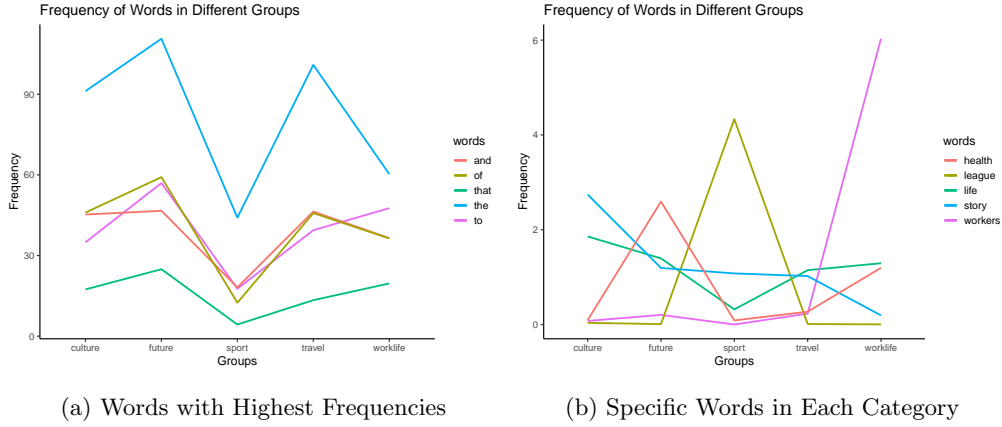 Frequency of Words in Different Groups
90
60
30
0
Frequency
culture future sport travel worklife
Groups
words
and
of
that
the
to
(a) Words with Highest Frequencies
Frequency of Words in Different Groups
6
4
2
0
Frequency
culture future sport travel worklife
Groups
words
health
league
life
story
workers
(b) Specific Words in Each Category